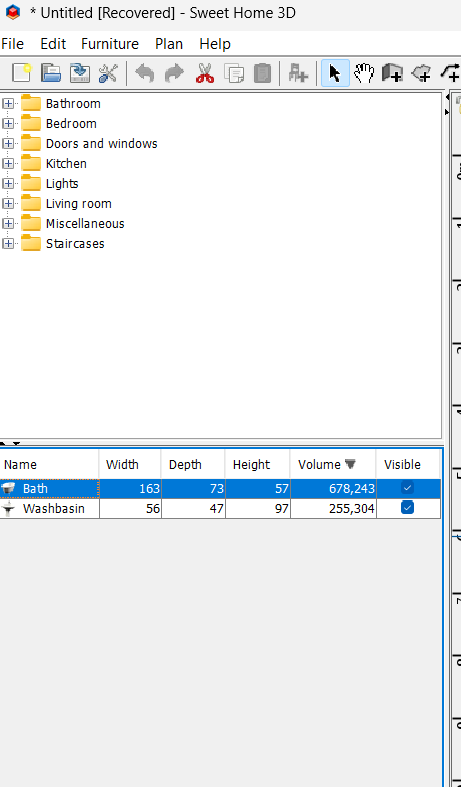 * Untitled [Recovered] - Sweet Home 3D
File Edit Furniture Plan Help
Bathroom
Bedroom
Doors and windows
Kitchen
Lights
Living room
Miscellaneous
Staircases
Name Width Depth Height Volume Visible
Bath 163 73 57 678,243
Washbasin 56 47 97 255,304